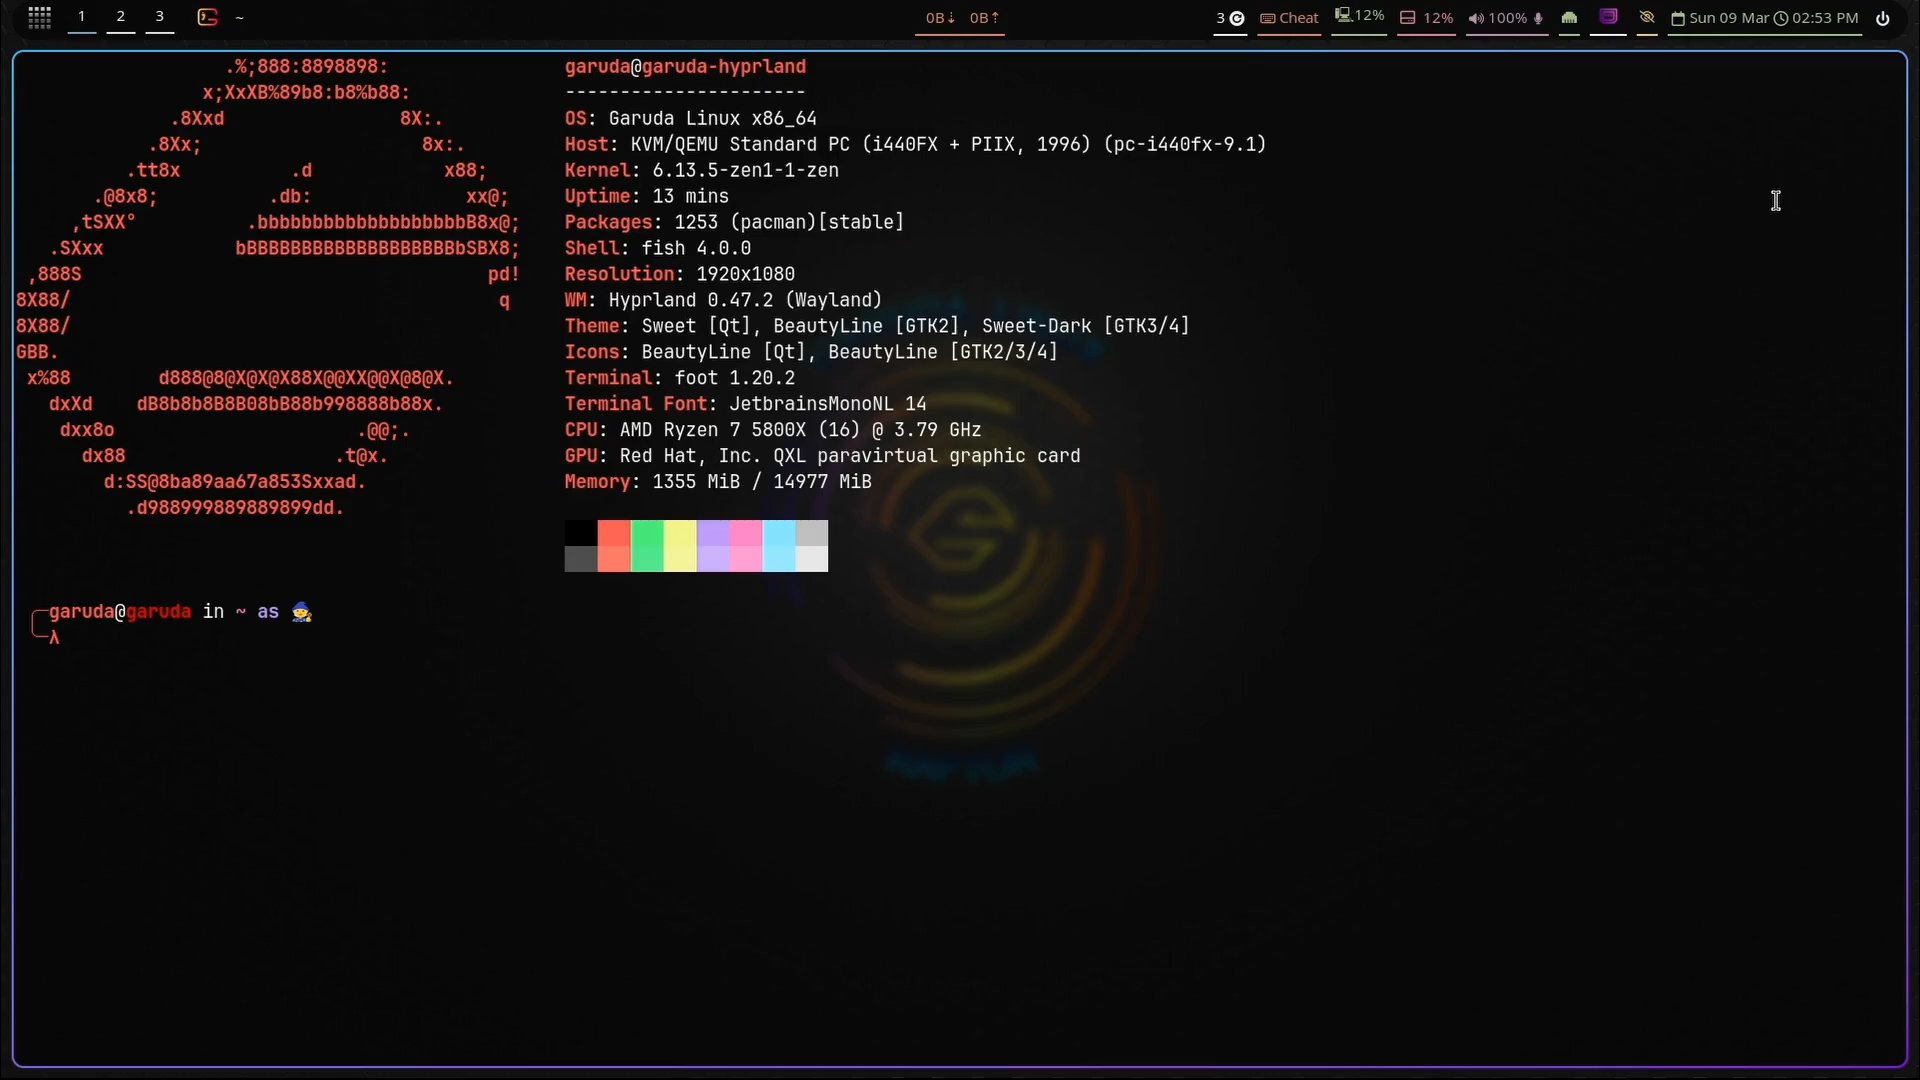 1 2 3 ~ 0B↓ 0B↑ 3 Cheat 12% 12% 100% Sun 09 Mar 02:53 PM
.%;888:8898898:
x;XxXB%89b8:b8%b88:
.8Xxd 8X:.
.8Xx; 8x:.
.tt8x .d x88;
.@8x8; .db: xx@;
,tSXX° .bbbbbbbbbbbbbbbbbbbB8x@;
.SXxx bBBBBBBBBBBBBBBBBBBBbSBX8;
,888S pd!
8X88/ q
8X88/
GBB.
x%88 d888@8@X@X@X88X@@XX@@X@8@X.
dxXd dB8b8b8B8B08bB88b998888b88x.
dxx8o .@@;.
dx88 .t@x.
d:SS@8ba89aa67a853Sxxad.
.d988999889889899dd.
garuda@garuda-hyprland
----------------------
OS: Garuda Linux x86_64
Host: KVM/QEMU Standard PC (i440FX + PIIX, 1996) (pc-i440fx-9.1)
Kernel: 6.13.5-zen1-1-zen
Uptime: 13 mins
Packages: 1253 (pacman)[stable]
Shell: fish 4.0.0
Resolution: 1920x1080
WM: Hyprland 0.47.2 (Wayland)
Theme: Sweet [Qt], BeautyLine [GTK2], Sweet-Dark [GTK3/4]
Icons: BeautyLine [Qt], BeautyLine [GTK2/3/4]
Terminal: foot 1.20.2
Terminal Font: JetbrainsMonoNL 14
CPU: AMD Ryzen 7 5800X (16) @ 3.79 GHz
GPU: Red Hat, Inc. QXL paravirtual graphic card
Memory: 1355 MiB / 14977 MiB
garuda@garuda in ~ as 🧙
λ